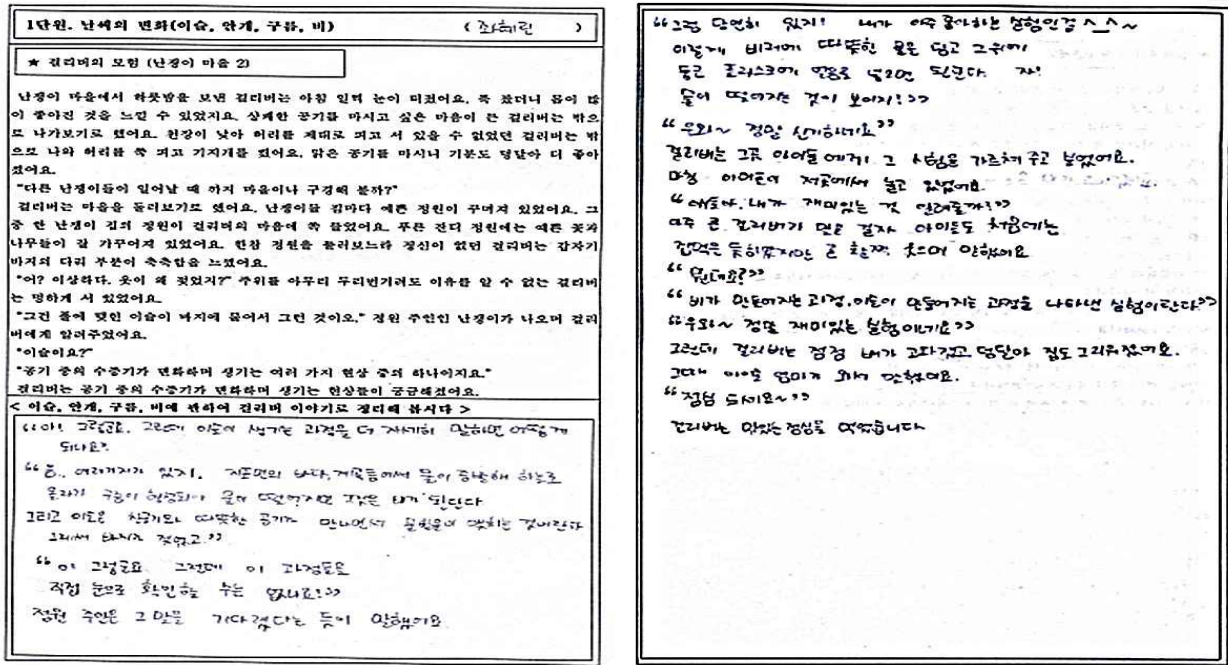 1단원. 날씨의 변화(이슬, 안개, 구름, 비) ( 좌혜린 )
★ 걸리버의 모험 (난쟁이 마을 2)
난쟁이 마을에서 하룻밤을 보낸 걸리버는 아침 일찍 눈이 떠졌어요. 푹 잤더니 몸이 많
이 좋아진 것을 느낄 수 있었지요. 상쾌한 공기를 마시고 싶은 마음이 든 걸리버는 밖으
로 나가보기로 했어요. 천장이 낮아 허리를 제대로 펴고 서 있을 수 없었던 걸리버는 밖
으로 나와 허리를 쭉 펴고 기지개를 켰어요. 맑은 공기를 마시니 기분도 덩달아 더 좋아
졌어요.
"다른 난쟁이들이 일어날 때 까지 마을이나 구경해 볼까?"
걸리버는 마을을 둘러보기로 했어요. 난쟁이들 집마다 예쁜 정원이 꾸며져 있었어요. 그
중 한 난쟁이 집의 정원이 걸리버의 마음에 쏙 들었어요. 푸른 잔디 정원에는 예쁜 꽃과
나무들이 잘 가꾸어져 있었어요. 한참 정원을 둘러보느라 정신이 없던 걸리버는 갑자기
바지의 다리 부분이 축축함을 느꼈어요.
"어? 이상하다. 옷이 왜 젖었지?" 주위를 아무리 두리번거려도 이유를 알 수 없는 걸리버
는 멍하게 서 있었어요.
"그건 풀에 맺힌 이슬이 바지에 묻어서 그런 것이오." 정원 주인인 난쟁이가 나오며 걸리
버에게 알려주었어요.
"이슬이요?"
"공기 중의 수증기가 변화하며 생기는 여러 가지 현상 중의 하나이지요."
걸리버는 공기 중의 수증기가 변화하며 생기는 현상들이 궁금해졌어요.
< 이슬, 안개, 구름, 비에 관하여 걸리버 이야기로 정리해 봅시다 >
"아! 그렇군요. 그런데 이슬이 생기는 과정을 더 자세히 말하면 어떻게
되나요?
"음.. 여러가지가 있지. 지표면의 바다, 계곡등에서 물이 증발해 하늘로
올라가 구름이 형성되어 물이 떨어지면 그것은 비가 된단다
그리고 이슬은 찬공기와 따뜻한 공기가 만나면서 물방울이 맺히는 것이란다
그래서 바지가 젖었고."
"아 그렇군요. 그런데 이 과정들을
직접 눈으로 확인하는 수는 없나요?"
정원 주인은 그 말을 기다렸다는 듯이 말했어요
"그럼 당연히 있지! 내가 아주 좋아하는 실험인걸 ^_^~
이렇게 비커에 따뜻한 물을 담고 그위에
둥근 플라스크에 얼음을 넣으면 된단다. 자!
물이 떨어지는 것이 보이지?"
"우와~ 정말 신기하네요"
걸리버는 그곳 아이들에게 그 실험을 가르쳐 주고 싶었어요.
마침 아이들이 저곳에서 놀고 있었어요.
"얘들아, 내가 재미있는 것 알려줄까?"
아주 큰 걸리버가 말을 걸자 아이들도 처음에는
겁먹은 듯하였지만 곧 활짝 웃으며 말했어요
"뭔데요?"
"비가 만들어지는 과정, 이슬이 만들어지는 과정을 나타낸 실험이란다."
"우와~ 정말 재미있는 실험이네요"
그런데 걸리버는 점점 배가 고파졌고 덩달아 집도 그리워졌어요.
그때 아이들 엄마가 와서 말했어요.
"점심 드세요~"
걸리버는 맛있는 점심을 먹었습니다